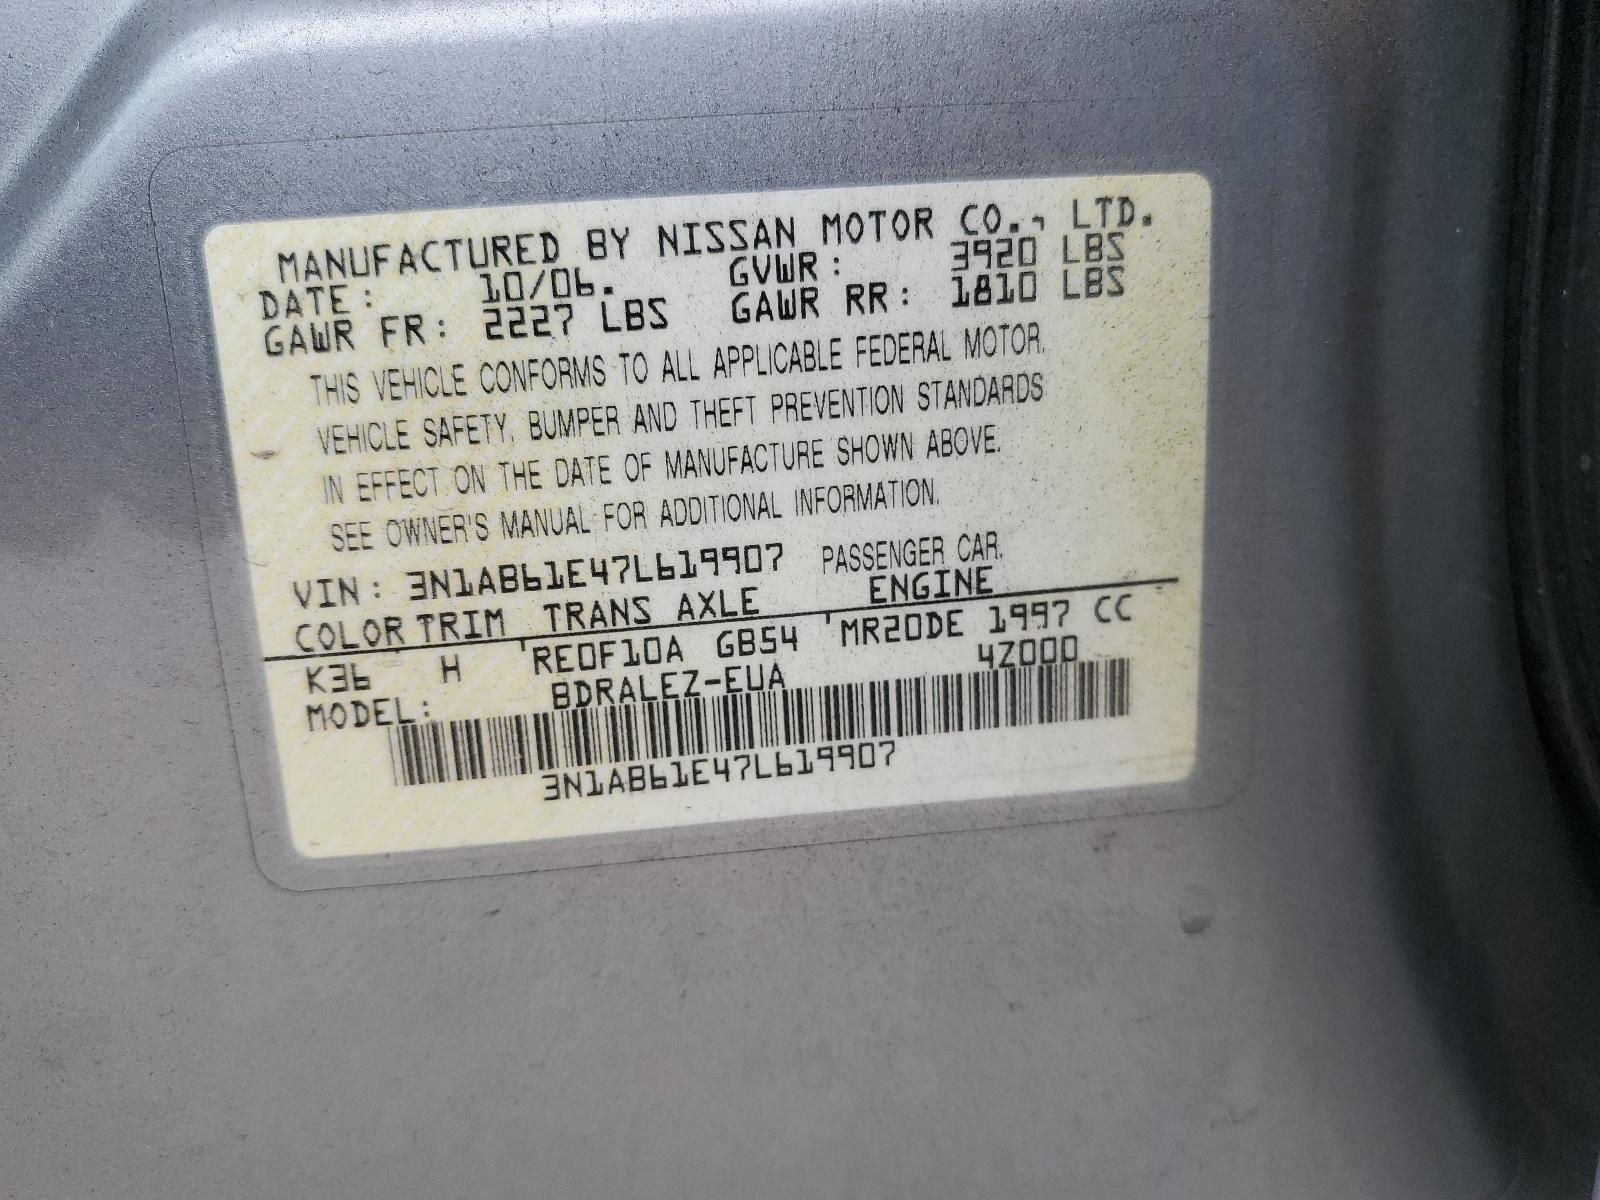 MANUFACTURED BY NISSAN MOTOR CO., LTD.
DATE: 10/06. GVWR: 3920 LBS
GAWR FR: 2227 LBS GAWR RR: 1810 LBS
THIS VEHICLE CONFORMS TO ALL APPLICABLE FEDERAL MOTOR
VEHICLE SAFETY, BUMPER AND THEFT PREVENTION STANDARDS
IN EFFECT ON THE DATE OF MANUFACTURE SHOWN ABOVE.
SEE OWNER'S MANUAL FOR ADDITIONAL INFORMATION.
VIN: 3N1AB61E47L619907 PASSENGER CAR.
COLOR TRIM TRANS AXLE ENGINE
K36 H RE0F10A GB54 MR20DE 1997 CC
MODEL: BDRALEZ-EUA 4Z000
3N1AB61E47L619907